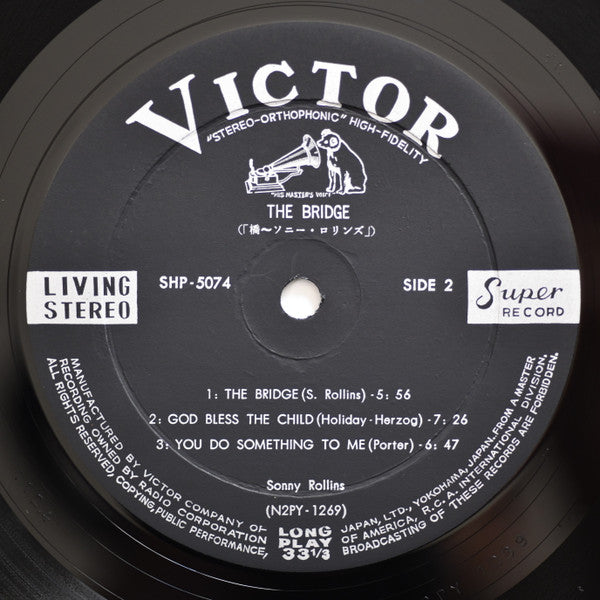 VICTOR
"STEREO-ORTHOPHONIC" HIGH-FIDELITY
"HIS MASTER'S VOICE"
THE BRIDGE
(『橋〜ソニー・ロリンズ』)
LIVING
STEREO
SHP-5074
SIDE 2
Super
RECORD
1: THE BRIDGE (S. Rollins) -5: 56
2: GOD BLESS THE CHILD (Holiday-Herzog) -7: 26
3: YOU DO SOMETHING TO ME (Porter) -6: 47
Sonny Rollins
(N2PY-1269)
LONG
PLAY
33 1/3
MANUFACTURED BY VICTOR COMPANY OF JAPAN, LTD., YOKOHAMA, JAPAN. FROM A MASTER
RECORDING OWNED BY RADIO CORPORATION OF AMERICA, R.C.A. INTERNATIONAL DIVISION.
ALL RIGHTS RESERVED, COPYING, PUBLIC PERFORMANCE, BROADCASTING OF THESE RECORDS ARE FORBIDDEN.